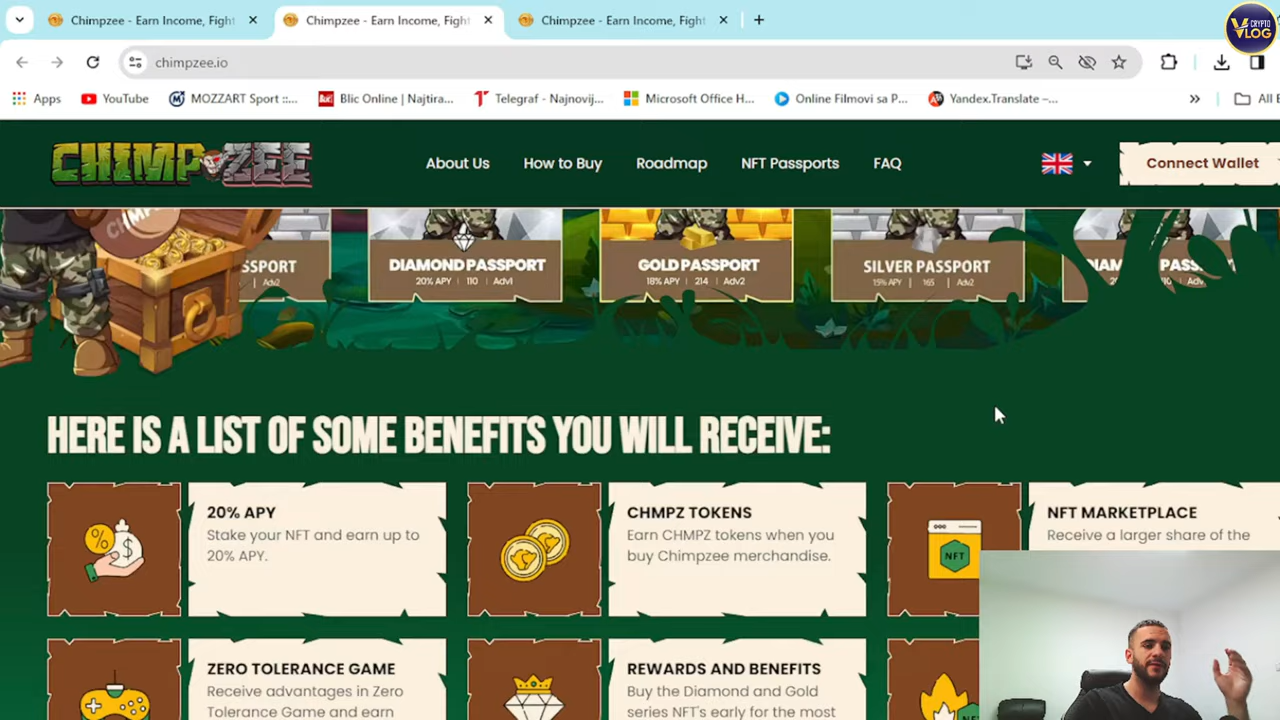 Chimpzee - Earn Income, Fight
Chimpzee - Earn Income, Fight
Chimpzee - Earn Income, Fight
CRYPTO
VLOG
chimpzee.io
Apps
YouTube
MOZZART Sport ::...
Blic Online | Najtira...
Telegraf - Najnovij...
Microsoft Office H...
Online Filmovi sa P...
Yandex.Translate –...
All
CHIMPZEE
About Us
How to Buy
Roadmap
NFT Passports
FAQ
Connect Wallet
DIAMOND PASSPORT
20% APY | 110 | Adv1
GOLD PASSPORT
18% APY | 214 | Adv2
SILVER PASSPORT
15% APY | 165 | Adv2
HERE IS A LIST OF SOME BENEFITS YOU WILL RECEIVE:
20% APY
Stake your NFT and earn up to
20% APY.
CHMPZ TOKENS
Earn CHMPZ tokens when you
buy Chimpzee merchandise.
NFT MARKETPLACE
Receive a larger share of the
NFT
ZERO TOLERANCE GAME
Receive advantages in Zero
Tolerance Game and earn
REWARDS AND BENEFITS
Buy the Diamond and Gold
series NFT's early for the most